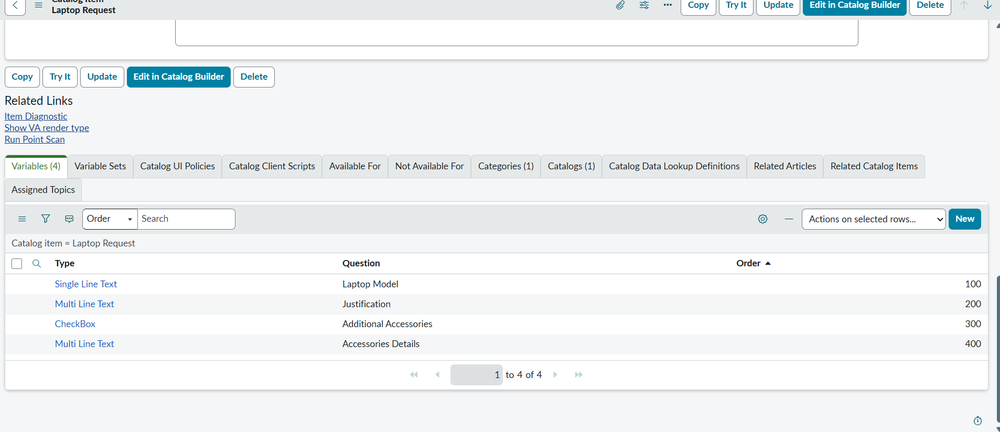 Catalog Item
Laptop Request
Copy Try It Update Edit in Catalog Builder Delete
Copy Try It Update Edit in Catalog Builder Delete
Related Links
Item Diagnostic
Show VA render type
Run Point Scan
Variables (4) Variable Sets Catalog UI Policies Catalog Client Scripts Available For Not Available For Categories (1) Catalogs (1) Catalog Data Lookup Definitions Related Articles Related Catalog Items
Assigned Topics
Order Search Actions on selected rows... New
Catalog item = Laptop Request
Type Question Order
Single Line Text Laptop Model 100
Multi Line Text Justification 200
CheckBox Additional Accessories 300
Multi Line Text Accessories Details 400
1 to 4 of 4